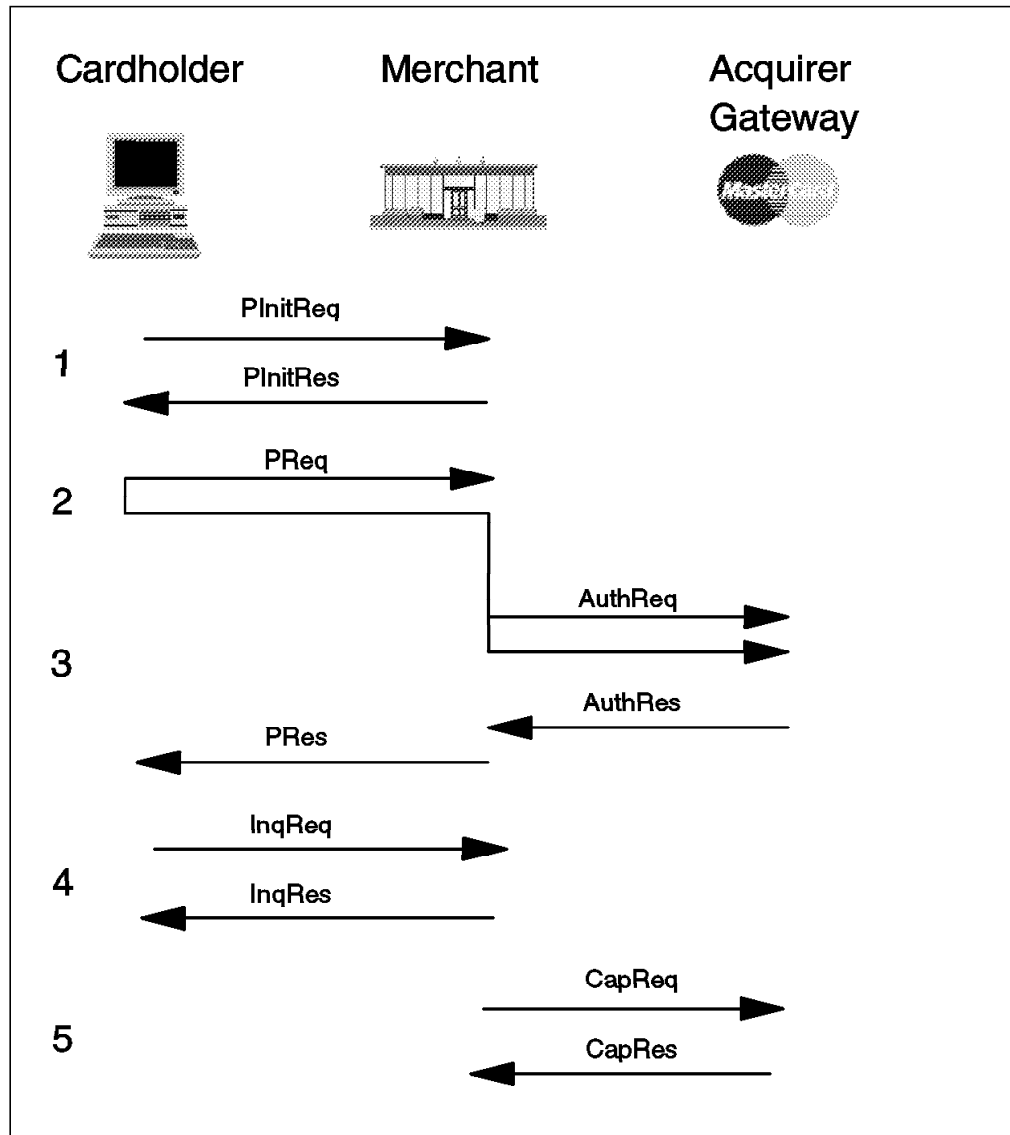 Cardholder
Merchant
Acquirer
Gateway
MasterCard
1
PInitReq
PInitRes
2
PReq
AuthReq
3
AuthRes
PRes
InqReq
4
InqRes
CapReq
5
CapRes